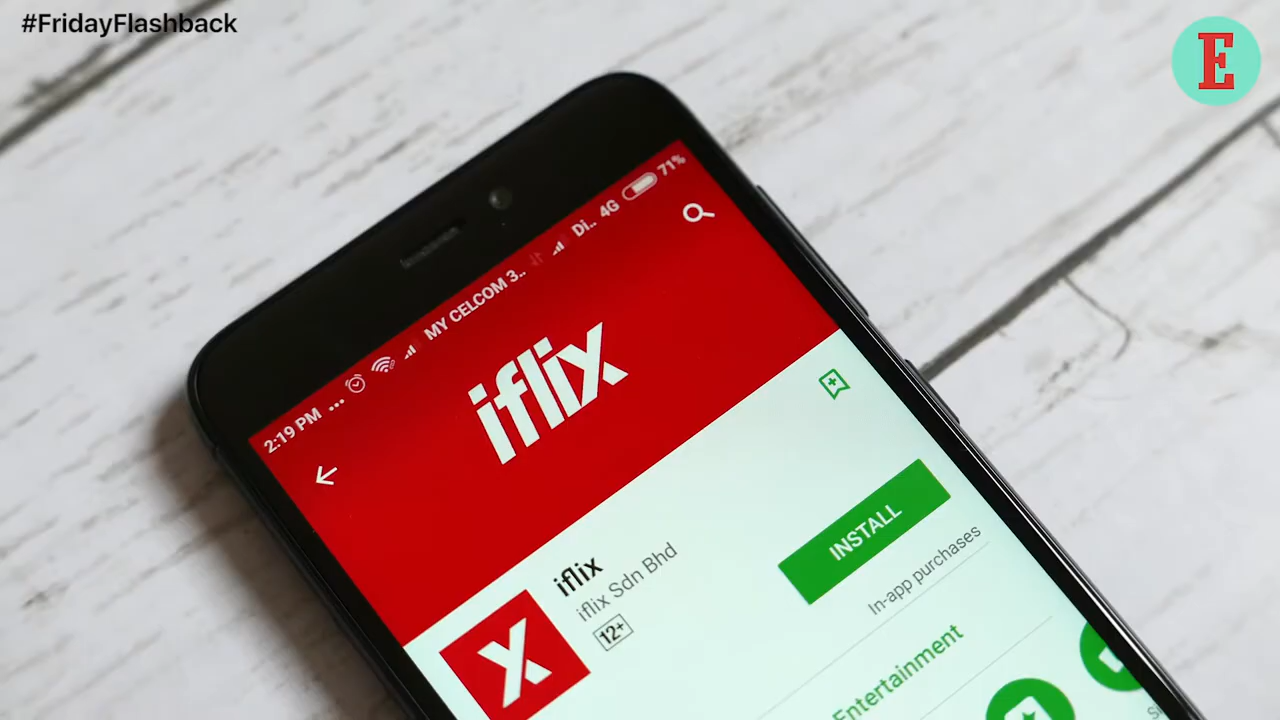 #FridayFlashback
E
2:19 PM ... MY CELCOM 3.. Di.. 4G 71%
iflix
iflix
iflix Sdn Bhd
12+
X
INSTALL
In-app purchases
Entertainment